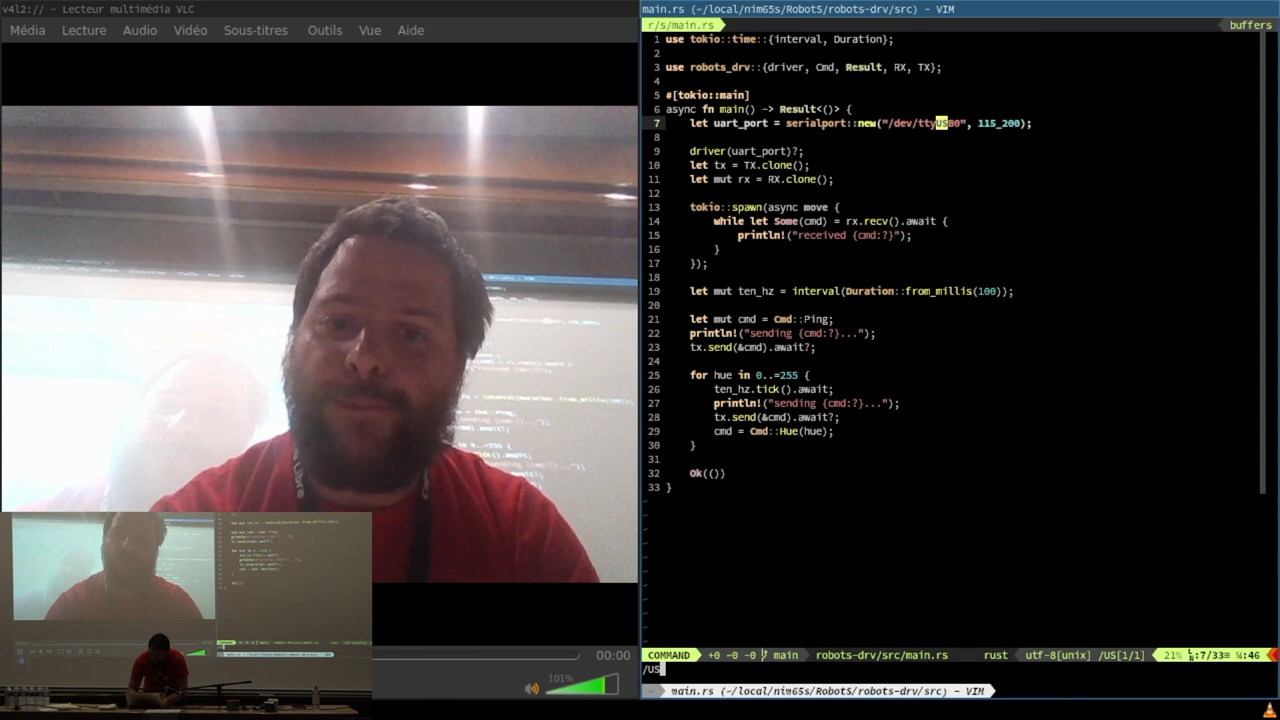 v4l2:// - Lecteur multimédia VLC
Média Lecture Audio Vidéo Sous-titres Outils Vue Aide
Libre
00:00
101%
main.rs (~/local/nim65s/RobotS/robots-drv/src) - VIM
r/s/main.rs buffers
1 use tokio::time::{interval, Duration};
2
3 use robots_drv::{driver, Cmd, Result, RX, TX};
4
5 #[tokio::main]
6 async fn main() -> Result<()> {
7 let uart_port = serialport::new("/dev/ttyUSB0", 115_200);
8
9 driver(uart_port)?;
10 let tx = TX.clone();
11 let mut rx = RX.clone();
12
13 tokio::spawn(async move {
14 while let Some(cmd) = rx.recv().await {
15 println!("received {cmd:?}");
16 }
17 });
18
19 let mut ten_hz = interval(Duration::from_millis(100));
20
21 let mut cmd = Cmd::Ping;
22 println!("sending {cmd:?}...");
23 tx.send(&cmd).await?;
24
25 for hue in 0..=255 {
26 ten_hz.tick().await;
27 println!("sending {cmd:?}...");
28 tx.send(&cmd).await?;
29 cmd = Cmd::Hue(hue);
30 }
31
32 Ok(())
33 }
COMMAND +0 ~0 -0 main robots-drv/src/main.rs rust utf-8[unix] /US[1/1] 21% 7/33 46
/US
main.rs (~/local/nim65s/RobotS/robots-drv/src) - VIM